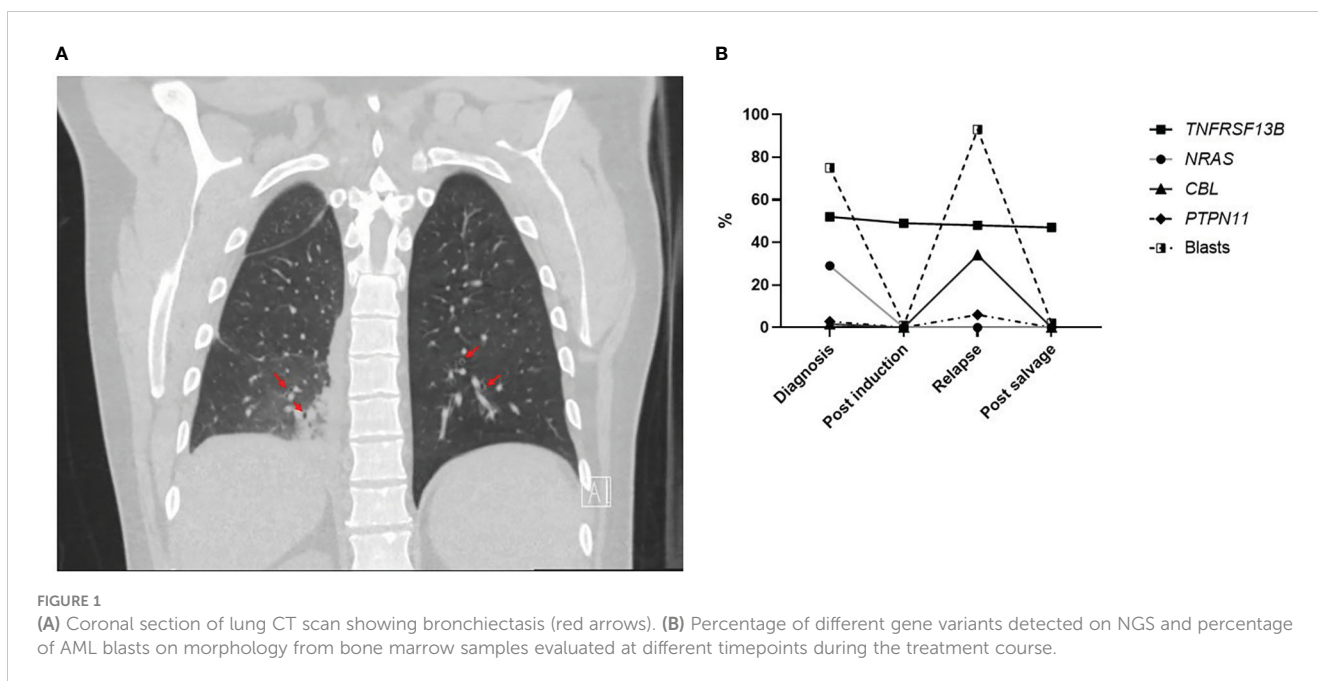 A
B
100
80
60
40
20
0
%
Diagnosis
Post induction
Relapse
Post salvage
TNFRSF13B
NRAS
CBL
PTPN11
Blasts
A
FIGURE 1
(A) Coronal section of lung CT scan showing bronchiectasis (red arrows). (B) Percentage of different gene variants detected on NGS and percentage
of AML blasts on morphology from bone marrow samples evaluated at different timepoints during the treatment course.